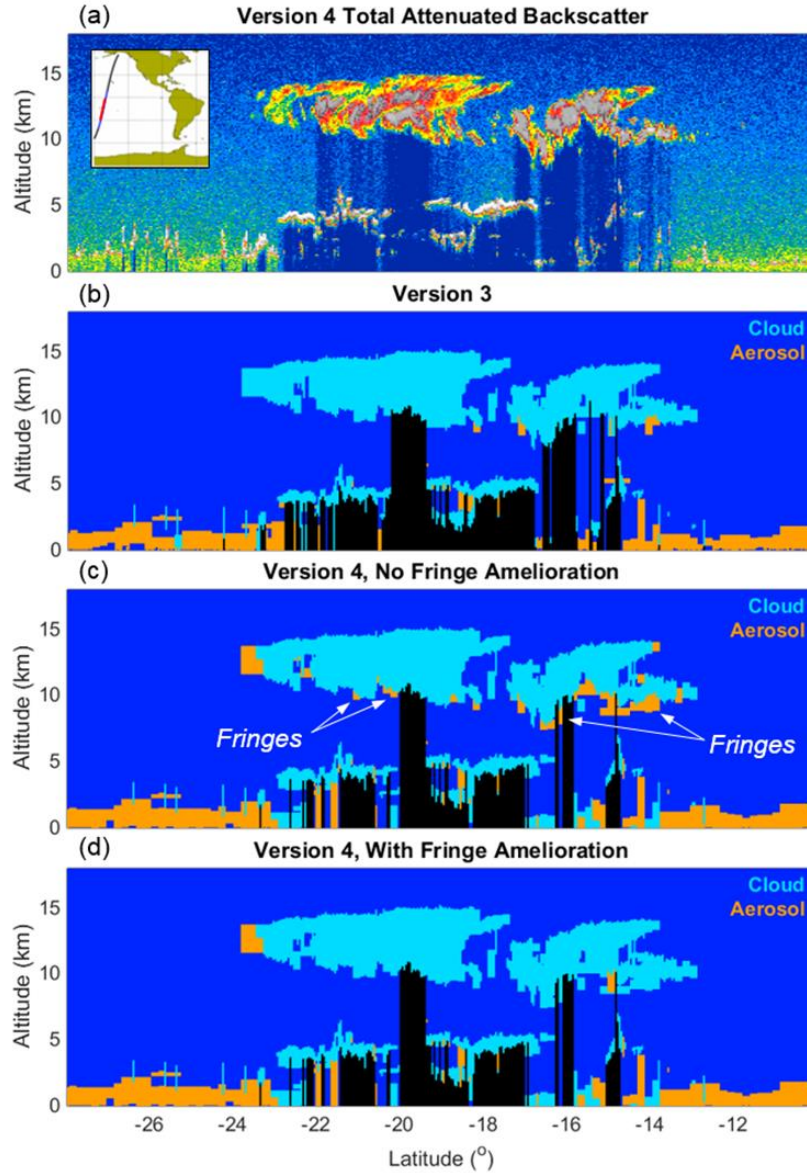 (a) Version 4 Total Attenuated Backscatter
15
10
5
0
Altitude (km)
(b) Version 3
Cloud
Aerosol
15
10
5
0
Altitude (km)
(c) Version 4, No Fringe Amelioration
Cloud
Aerosol
15
10
5
0
Altitude (km)
Fringes
Fringes
(d) Version 4, With Fringe Amelioration
Cloud
Aerosol
15
10
5
0
Altitude (km)
-26 -24 -22 -20 -18 -16 -14 -12
Latitude (°)